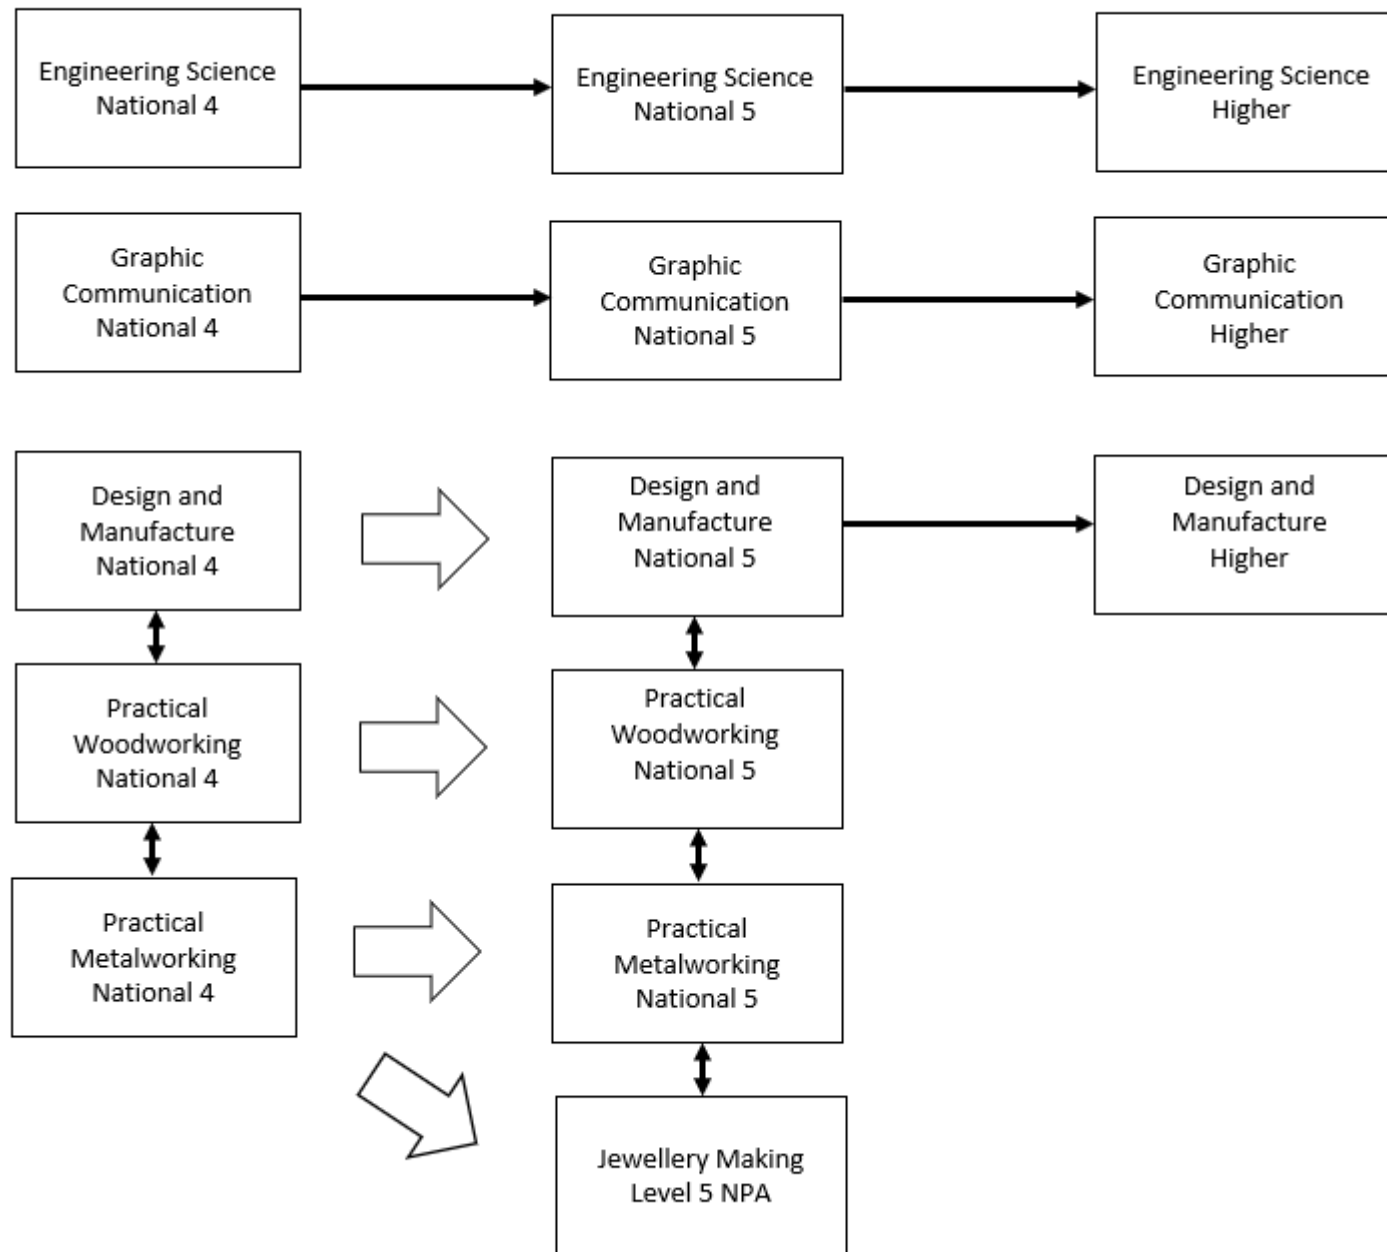 Engineering Science
National 4
Engineering Science
National 5
Engineering Science
Higher
Graphic
Communication
National 4
Graphic
Communication
National 5
Graphic
Communication
Higher
Design and
Manufacture
National 4
Design and
Manufacture
National 5
Design and
Manufacture
Higher
Practical
Woodworking
National 4
Practical
Woodworking
National 5
Practical
Metalworking
National 4
Practical
Metalworking
National 5
Jewellery Making
Level 5 NPA